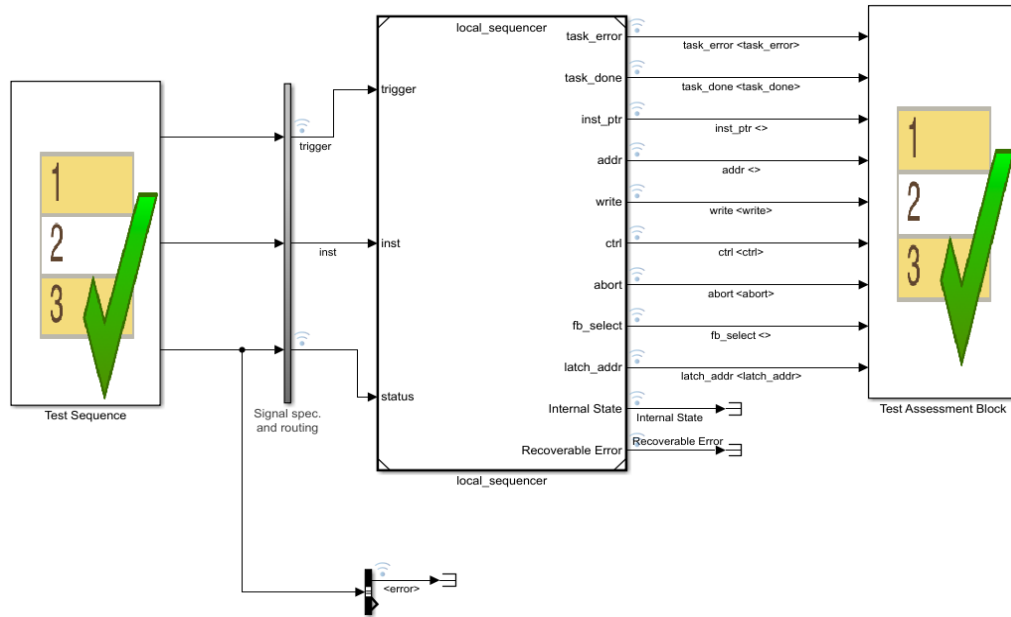 local_sequencer
task_error
task_error <task_error>
task_done
task_done <task_done>
trigger
trigger
inst_ptr
inst_ptr <>
addr
addr <>
write
write <write>
inst
inst
ctrl
ctrl <ctrl>
abort
abort <abort>
fb_select
fb_select <>
latch_addr
latch_addr <latch_addr>
status
Internal State
Internal State
Recoverable Error
Recoverable Error
local_sequencer
1
2
3
Test Sequence
Signal spec.
and routing
1
2
3
Test Assessment Block
<error>